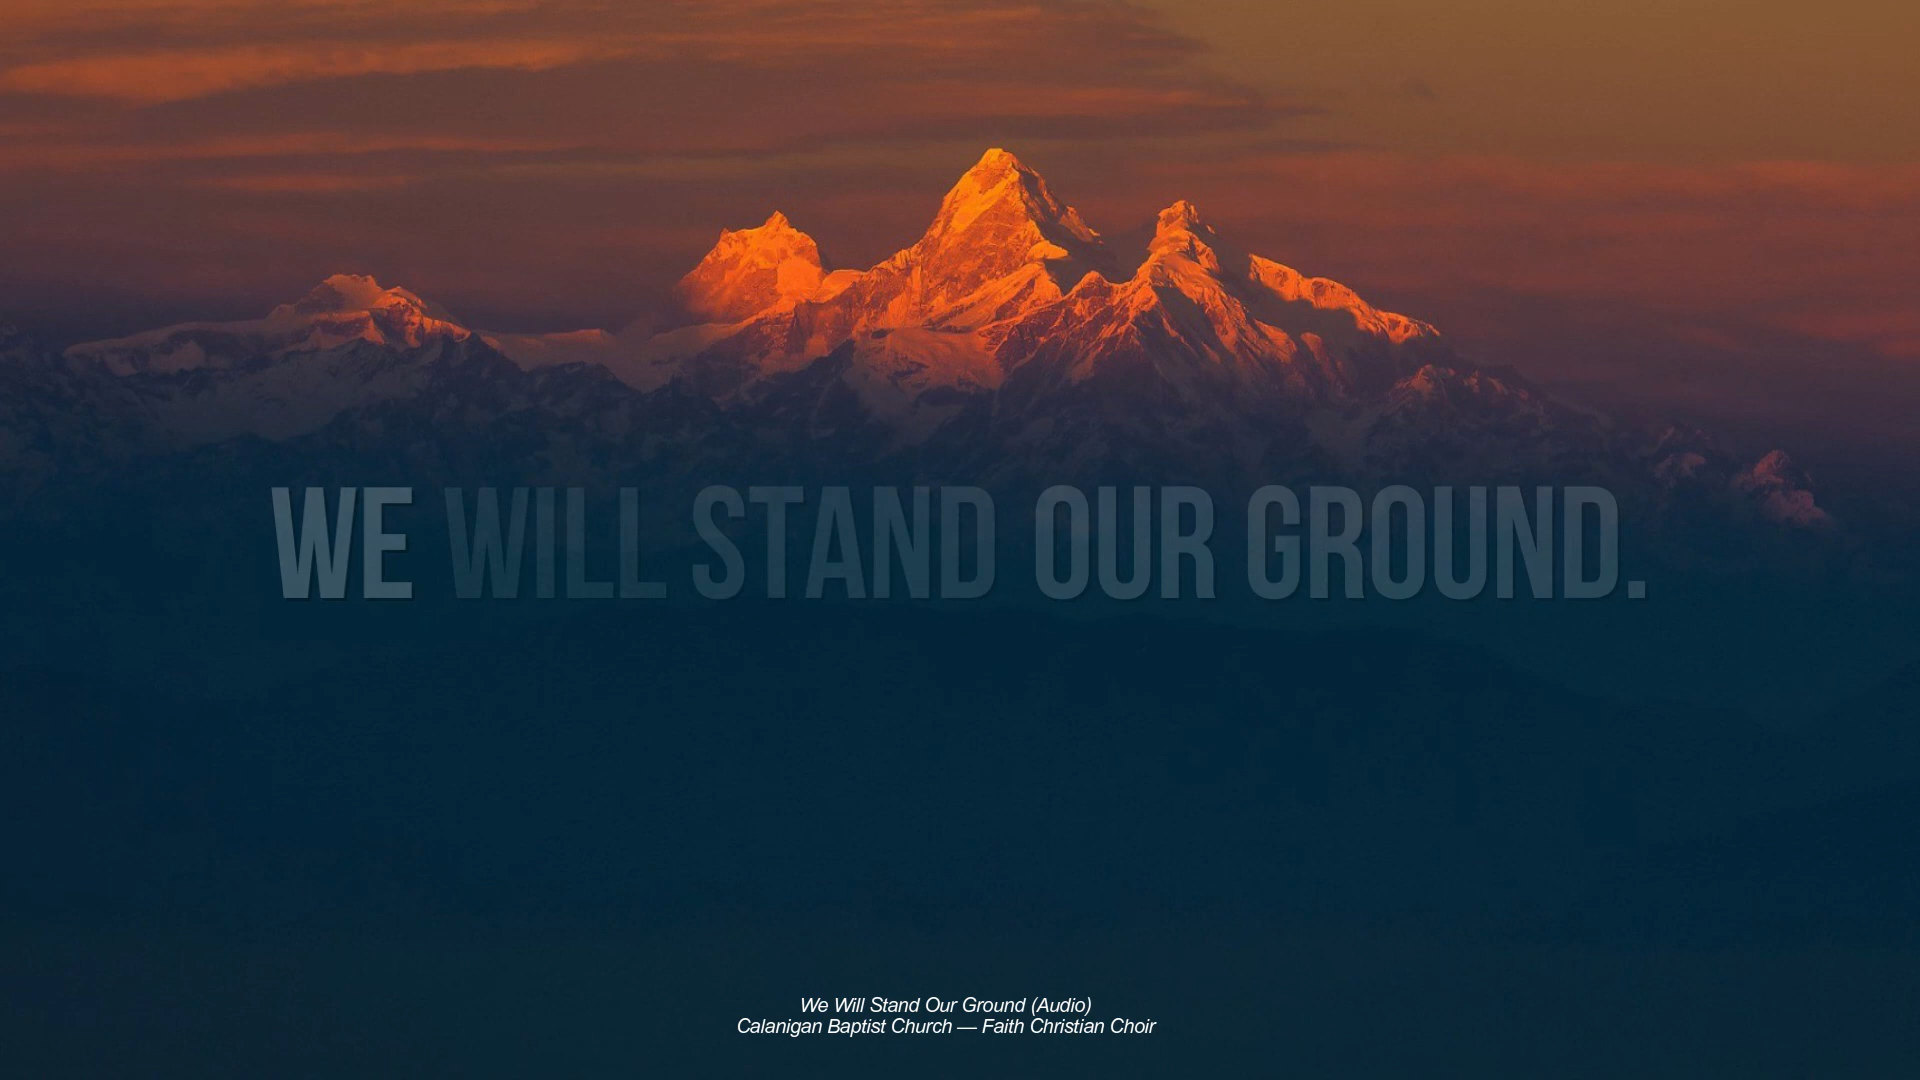 WE WILL STAND OUR GROUND.
We Will Stand Our Ground (Audio)
Calanigan Baptist Church — Faith Christian Choir